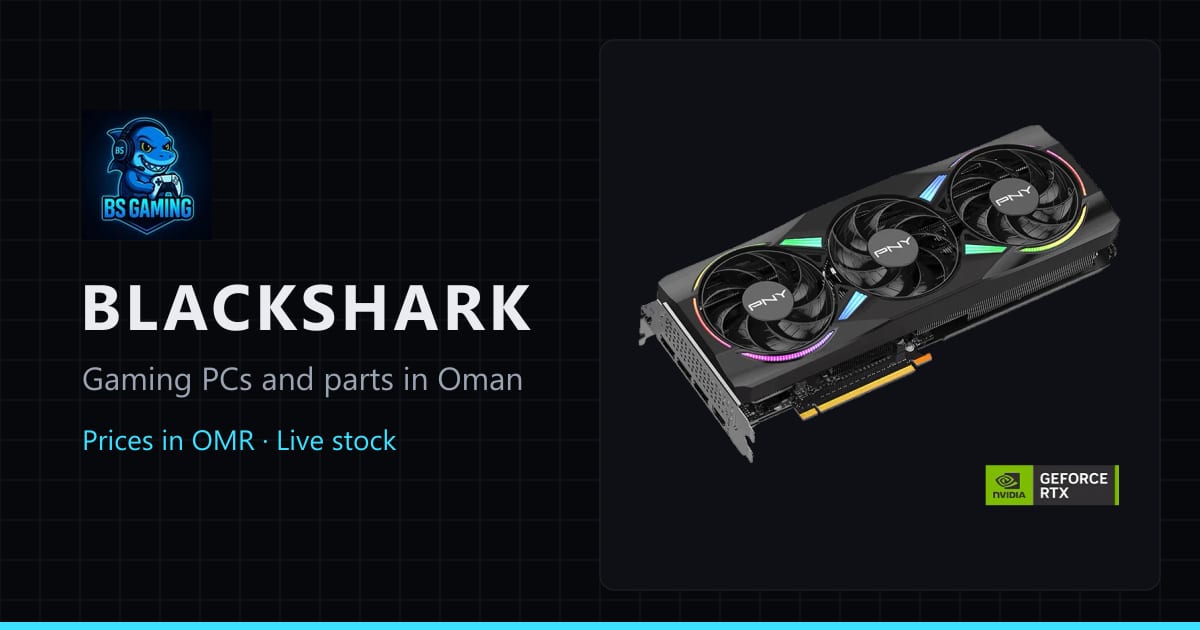 BS
BS GAMING
BLACKSHARK
Gaming PCs and parts in Oman
Prices in OMR · Live stock
PNY
PNY
PNY
NVIDIA
GEFORCE
RTX